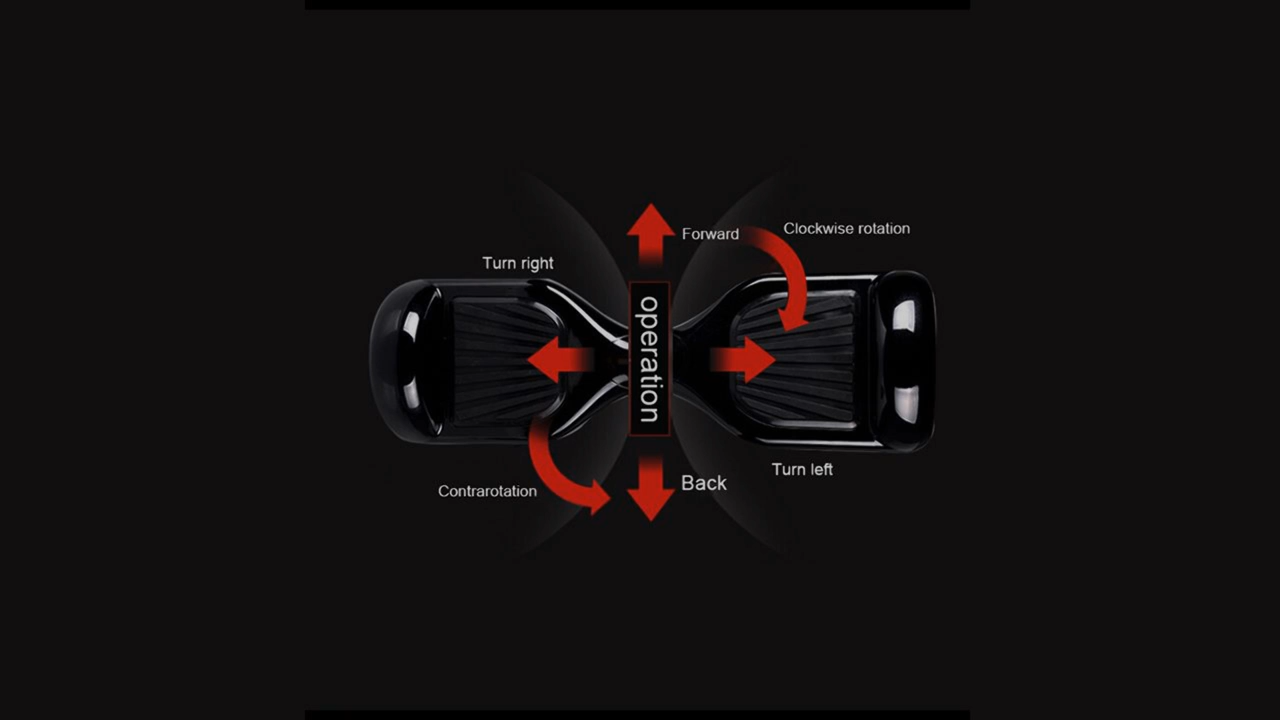 Clockwise rotation
Forward
Turn right
operation
Turn left
Back
Contrarotation